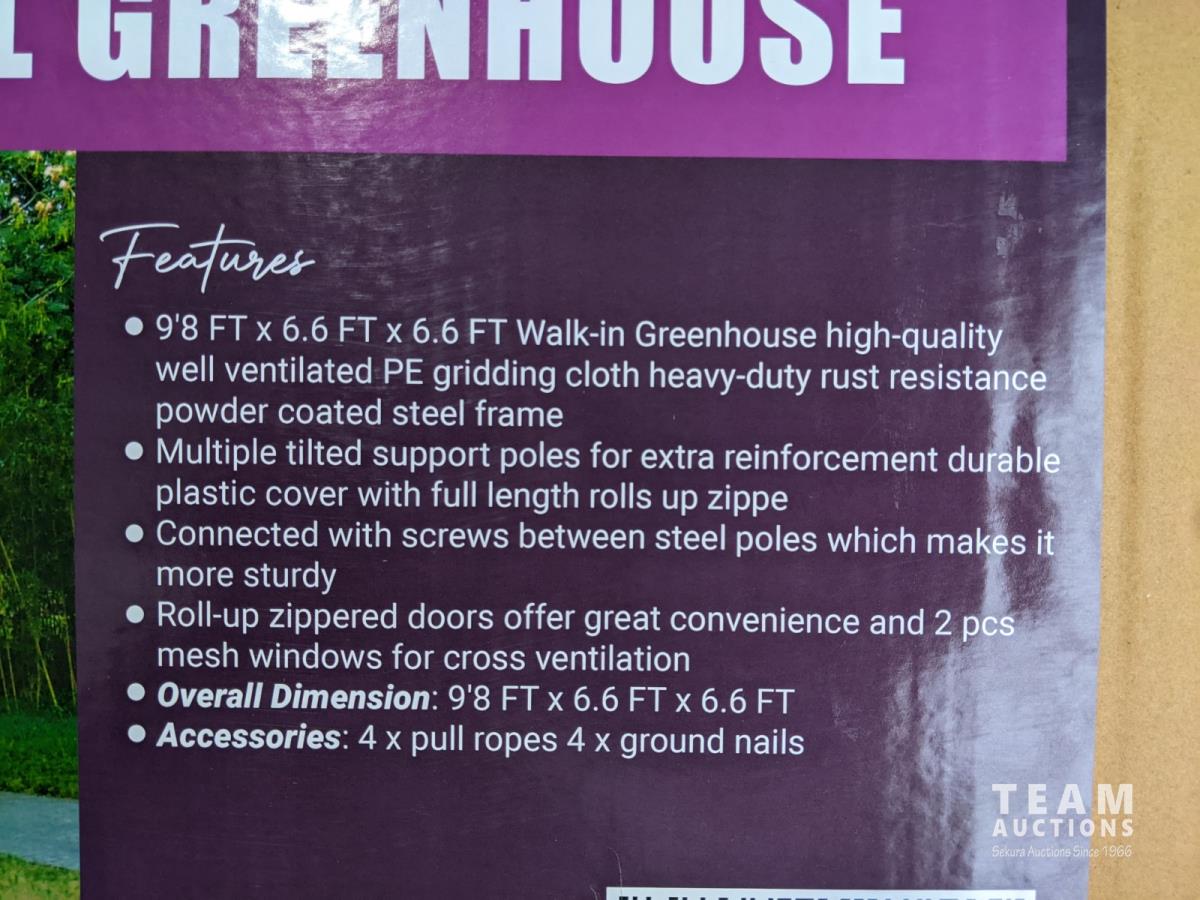 GREENHOUSE
Features
● 9'8 FT x 6.6 FT x 6.6 FT Walk-in Greenhouse high-quality
well ventilated PE gridding cloth heavy-duty rust resistance
powder coated steel frame
● Multiple tilted support poles for extra reinforcement durable
plastic cover with full length rolls up zippe
● Connected with screws between steel poles which makes it
more sturdy
● Roll-up zippered doors offer great convenience and 2 pcs
mesh windows for cross ventilation
● Overall Dimension: 9'8 FT x 6.6 FT x 6.6 FT
● Accessories: 4 x pull ropes 4 x ground nails
TEAM
AUCTIONS
Sekura Auctions Since 1966